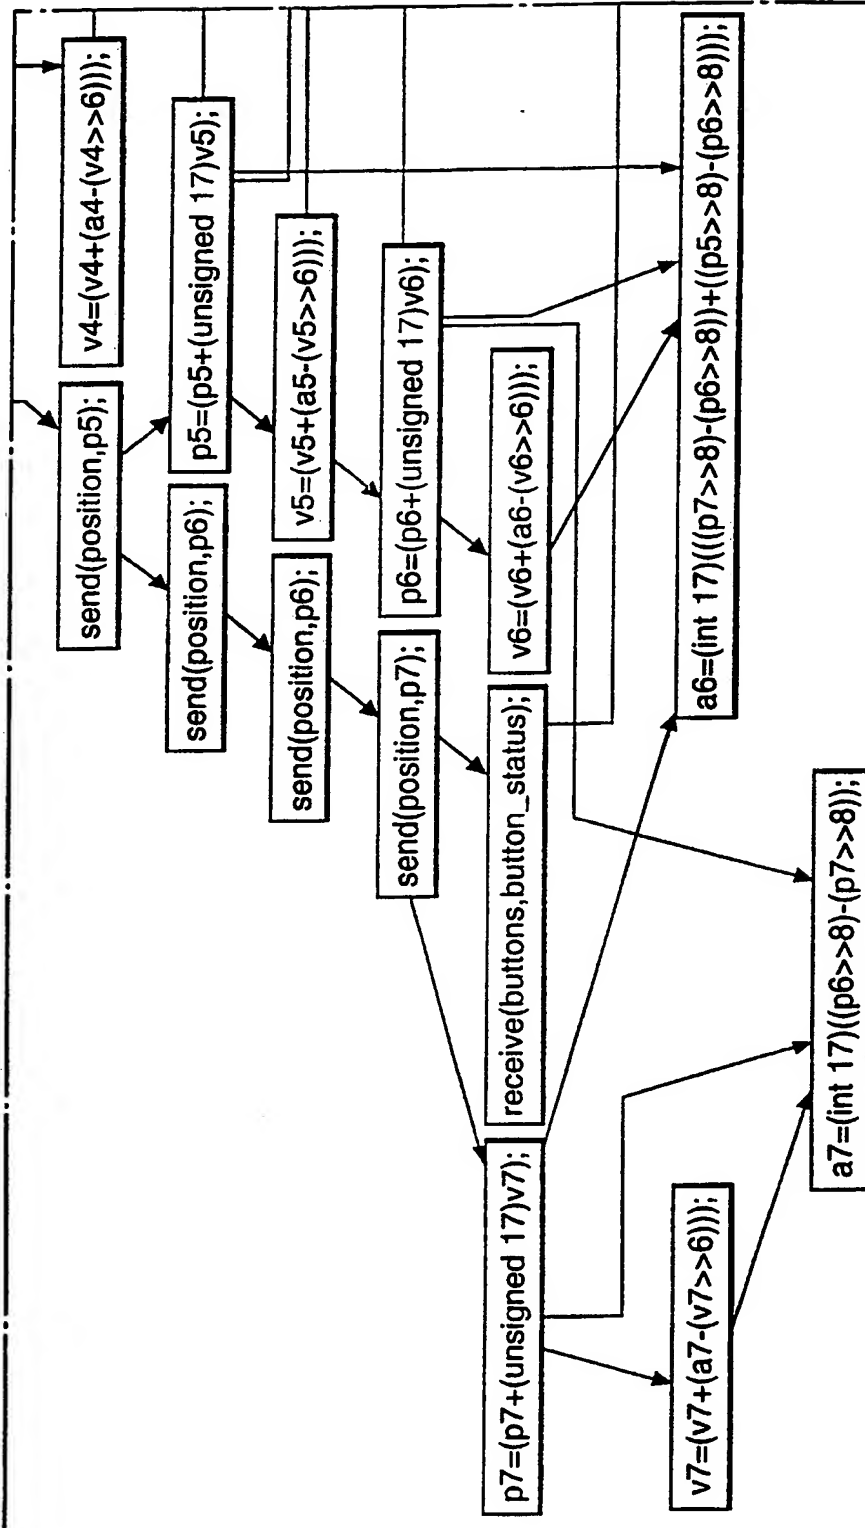 v4=(v4+(a4-(v4>>6)));
send(position,p5);
p5=(p5+(unsigned 17)v5);
send(position,p6);
v5=(v5+(a5-(v5>>6)));
send(position,p6);
p6=(p6+(unsigned 17)v6);
send(position,p7);
v6=(v6+(a6-(v6>>6)));
receive(buttons,button_status);
p7=(p7+(unsigned 17)v7);
a6=(int 17)(((p7>>8)-(p6>>8))+((p5>>8)-(p6>>8)));
v7=(v7+(a7-(v7>>6)));
a7=(int 17)((p6>>8)-(p7>>8));